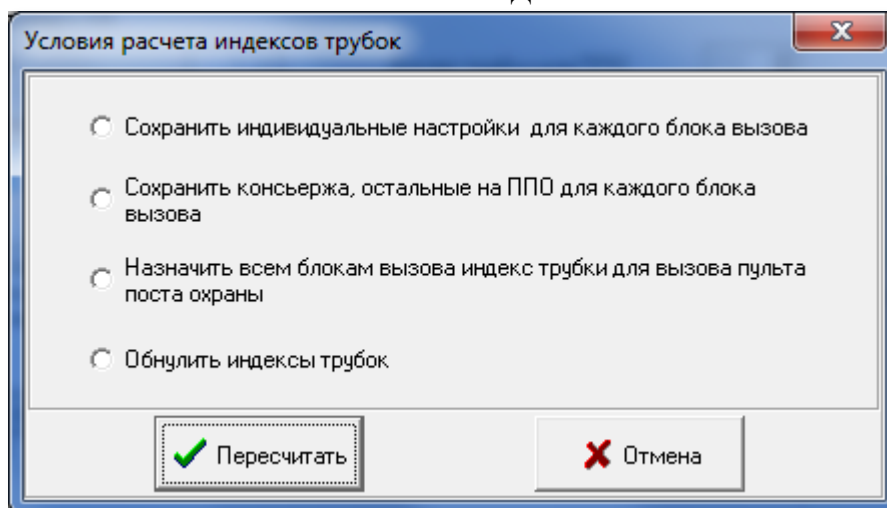 Условия расчета индексов трубок
Сохранить индивидуальные настройки для каждого блока вызова
Сохранить консьержа, остальные на ППО для каждого блока
вызова
Назначить всем блокам вызова индекс трубки для вызова пульта
поста охраны
Обнулить индексы трубок
Пересчитать
Отмена